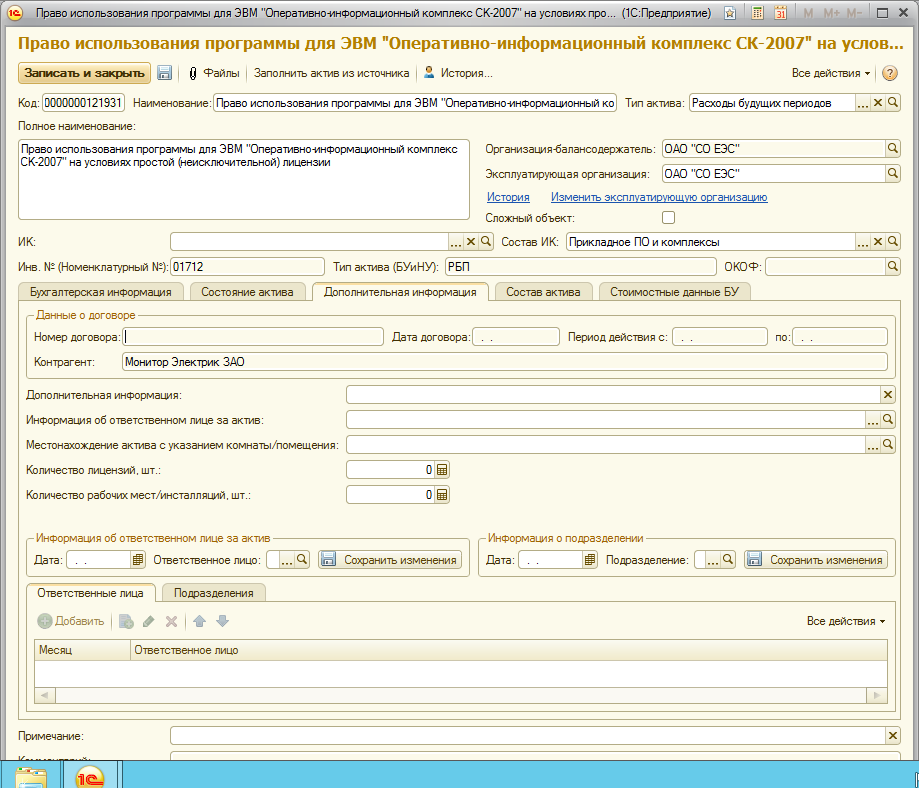 Право использования программы для ЭВМ "Оперативно-информационный комплекс СК-2007" на условиях про... (1С:Предприятие) M M+ M-
Право использования программы для ЭВМ "Оперативно-информационный комплекс СК-2007" на услов...
Записать и закрыть Файлы Заполнить актив из источника История... Все действия
Код: 0000000121931 Наименование: Право использования программы для ЭВМ "Оперативно-информационный ко Тип актива: Расходы будущих периодов
Полное наименование:
Право использования программы для ЭВМ "Оперативно-информационный комплекс
СК-2007" на условиях простой (неисключительной) лицензии
Организация-балансодержатель: ОАО "СО ЕЭС"
Эксплуатирующая организация: ОАО "СО ЕЭС"
История Изменить эксплуатирующую организацию
Сложный объект:
ИК: Состав ИК: Прикладное ПО и комплексы
Инв. № (Номенклатурный №): 01712 Тип актива (БУиНУ): РБП ОКОФ:
Бухгалтерская информация Состояние актива Дополнительная информация Состав актива Стоимостные данные БУ
Данные о договоре
Номер договора: Дата договора: . . Период действия с: . . по: . .
Контрагент: Монитор Электрик ЗАО
Дополнительная информация:
Информация об ответственном лице за актив:
Местонахождение актива с указанием комнаты/помещения:
Количество лицензий, шт.: 0
Количество рабочих мест/инсталляций, шт.: 0
Информация об ответственном лице за актив Информация о подразделении
Дата: . . Ответственное лицо: ... Сохранить изменения Дата: . . Подразделение: ... Сохранить изменения
Ответственные лица Подразделения
Добавить Все действия
Месяц Ответственное лицо
Примечание:
Комментарий: